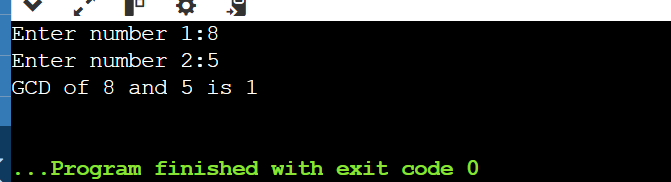 Enter number 1:8
Enter number 2:5
GCD of 8 and 5 is 1
...Program finished with exit code 0